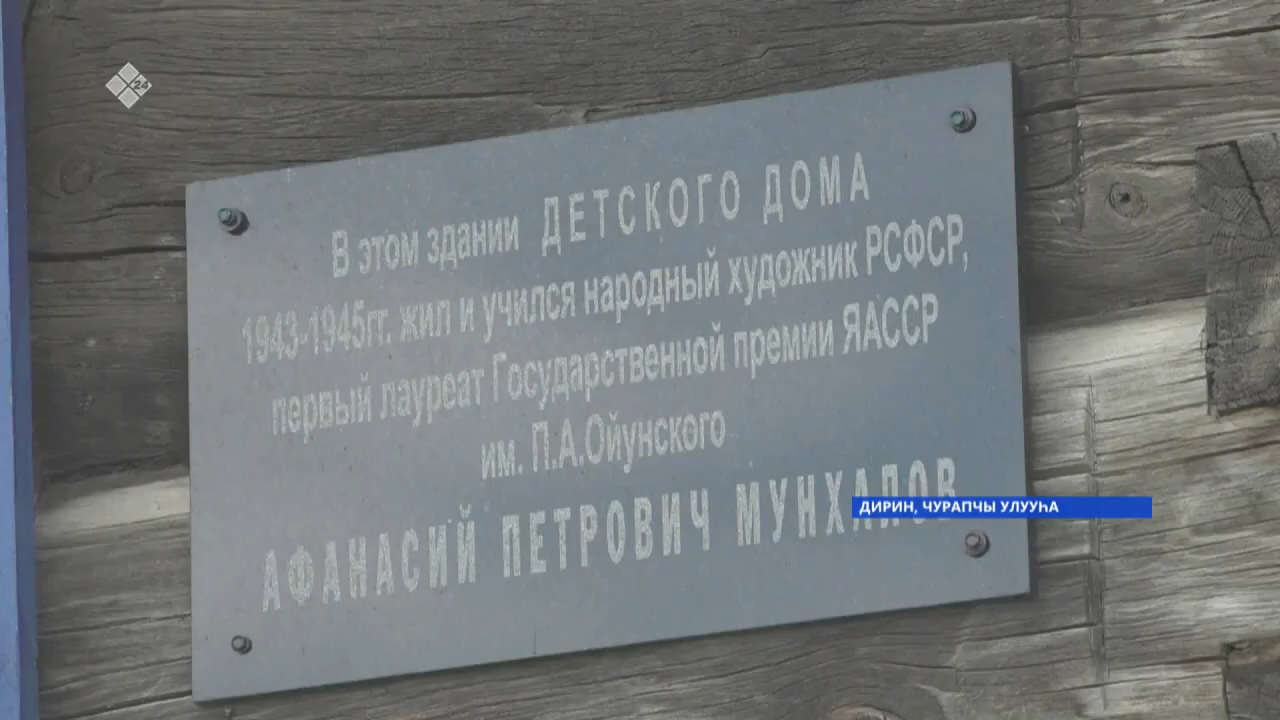 24
В этом здании ДЕТСКОГО ДОМА
1943-1945гг. жил и учился народный художник РСФСР,
первый лауреат Государственной премии ЯАССР
им. П.А.Ойунского
АФАНАСИЙ ПЕТРОВИЧ МУНХАЛОВ
ДИРИН, ЧУРАПЧЫ УЛУУҺА